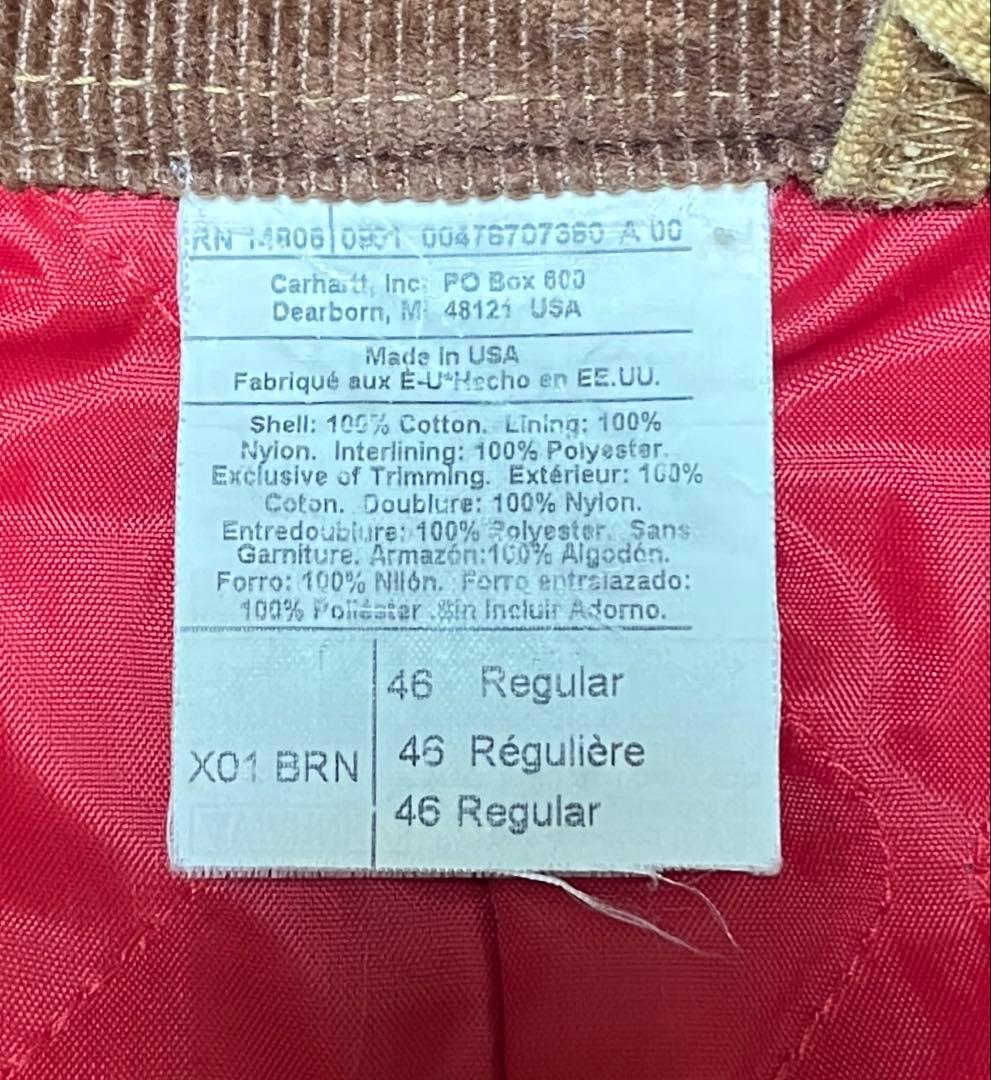 RN 14806 0901 00476707360 A 00
Carhartt, Inc. PO Box 600
Dearborn, MI 48121 USA
Made in USA
Fabriqué aux É-U*Hecho en EE.UU.
Shell: 100% Cotton. Lining: 100%
Nylon. Interlining: 100% Polyester.
Exclusive of Trimming. Extérieur: 100%
Coton. Doublure: 100% Nylon.
Entredoublure: 100% Polyester. Sans
Garniture. Armazón:100% Algodón.
Forro: 100% Nilón. Forro entrelazado:
100% Poliéster .Sin Incluir Adorno.
46 Regular
X01 BRN 46 Régulière
46 Regular